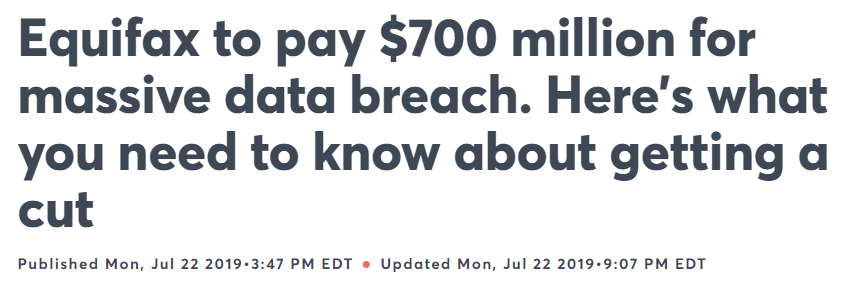 Equifax to pay $700 million for
massive data breach. Here’s what
you need to know about getting a
cut
Published Mon, Jul 22 2019•3:47 PM EDT • Updated Mon, Jul 22 2019•9:07 PM EDT